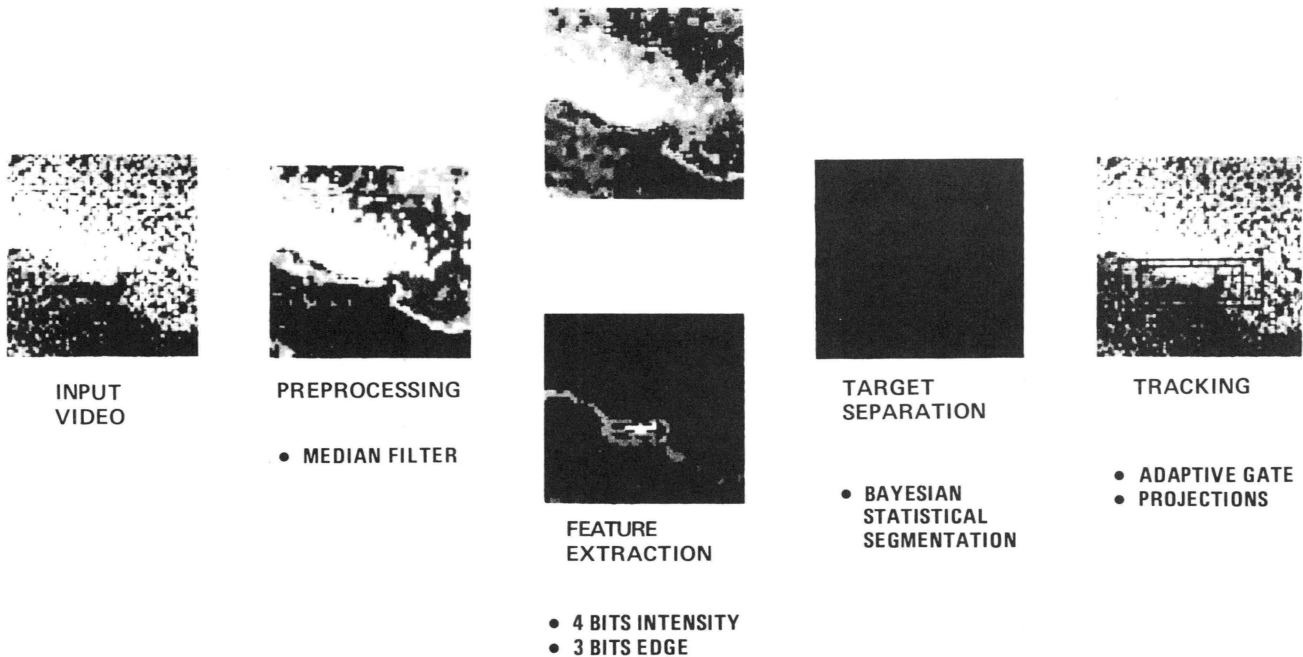 INPUT
VIDEO
PREPROCESSING
• MEDIAN FILTER
FEATURE
EXTRACTION
• 4 BITS INTENSITY
• 3 BITS EDGE
TARGET
SEPARATION
• BAYESIAN
STATISTICAL
SEGMENTATION
TRACKING
• ADAPTIVE GATE
• PROJECTIONS